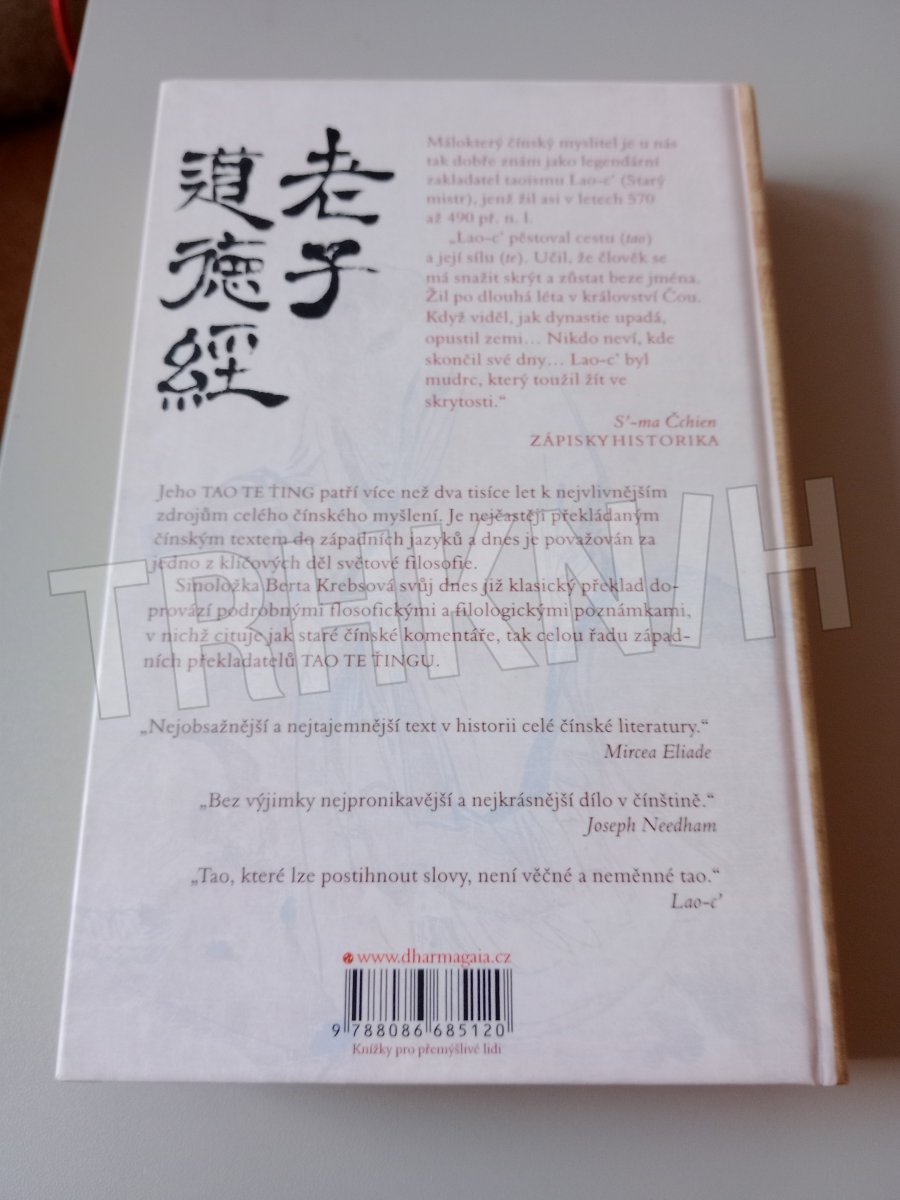 老子
道德經
Málokterý čínský myslitel je u nás
tak dobře znám jako legendární
zakladatel taoismu Lao-c’ (Starý
mistr), jenž žil asi v letech 570
až 490 př. n. l.
„Lao-c’ pěstoval cestu (tao)
a její sílu (te). Učil, že člověk se
má snažit skrýt a zůstat beze jména.
Žil po dlouhá léta v království Čou.
Když viděl, jak dynastie upadá,
opustil zemi… Nikdo neví, kde
skončil své dny… Lao-c’ byl
mudrc, který toužil žít ve
skrytosti.“
S’-ma Čchien
ZÁPISKY HISTORIKA
Jeho TAO TE ŤING patří více než dva tisíce let k nejvlivnějším
zdrojům celého čínského myšlení. Je nejčastěji překládaným
čínským textem do západních jazyků a dnes je považován za
jedno z klíčových děl světové filosofie.
Sinoložka Berta Krebsová svůj dnes již klasický překlad do-
provází podrobnými flosofickými a filologickými poznámkami,
v nichž cituje jak staré čínské komentáře, tak celou řadu západ-
ních překladatelů TAO TE ŤINGU.
TRHKNIH
„Nejobsažnější a nejtajemnější text v historii celé čínské literatury.“
Mircea Eliade
„Bez výjimky nejpronikavější a nejkrásnější dílo v čínštině.“
Joseph Needham
„Tao, které lze postihnout slovy, není věčné a neměnné tao.“
Lao-c’
www.dharmagaia.cz
9 788086 685120
Knížky pro přemýšlivé lidi